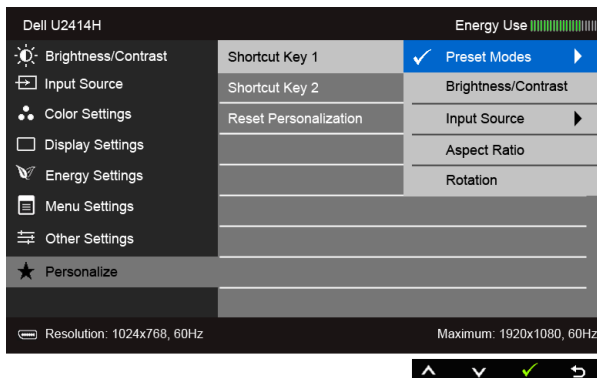 Dell U2414H Energy Use
Brightness/Contrast Shortcut Key 1 Preset Modes
Input Source Shortcut Key 2 Brightness/Contrast
Color Settings Reset Personalization Input Source
Display Settings Aspect Ratio
Energy Settings Rotation
Menu Settings
Other Settings
Personalize
Resolution: 1024x768, 60Hz Maximum: 1920x1080, 60Hz